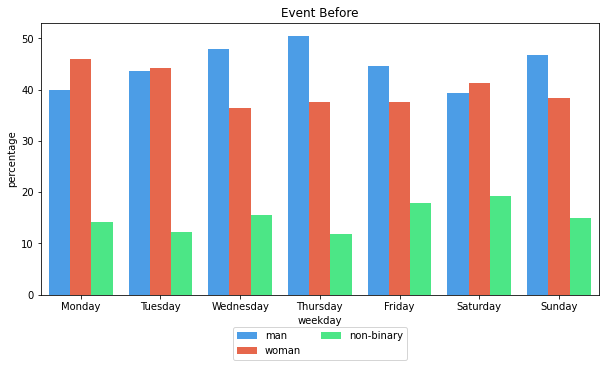 Event Before
percentage
50
40
30
20
10
0
Monday Tuesday Wednesday Thursday Friday Saturday Sunday
weekday
man non-binary
woman